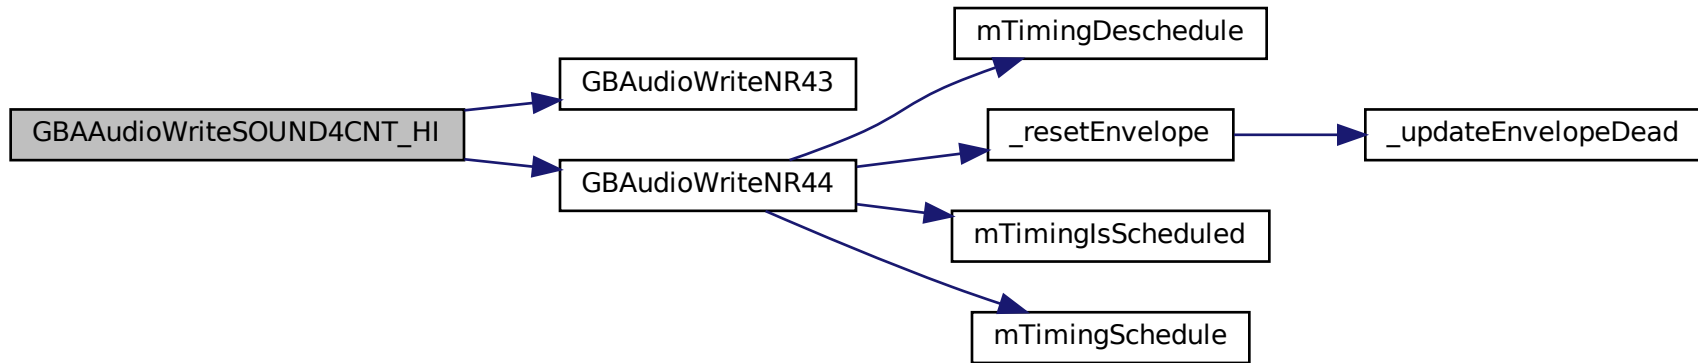 GBAAudioWriteSOUND4CNT_HI
GBAudioWriteNR43
GBAudioWriteNR44
mTimingDeschedule
_resetEnvelope
mTimingIsScheduled
mTimingSchedule
_updateEnvelopeDead